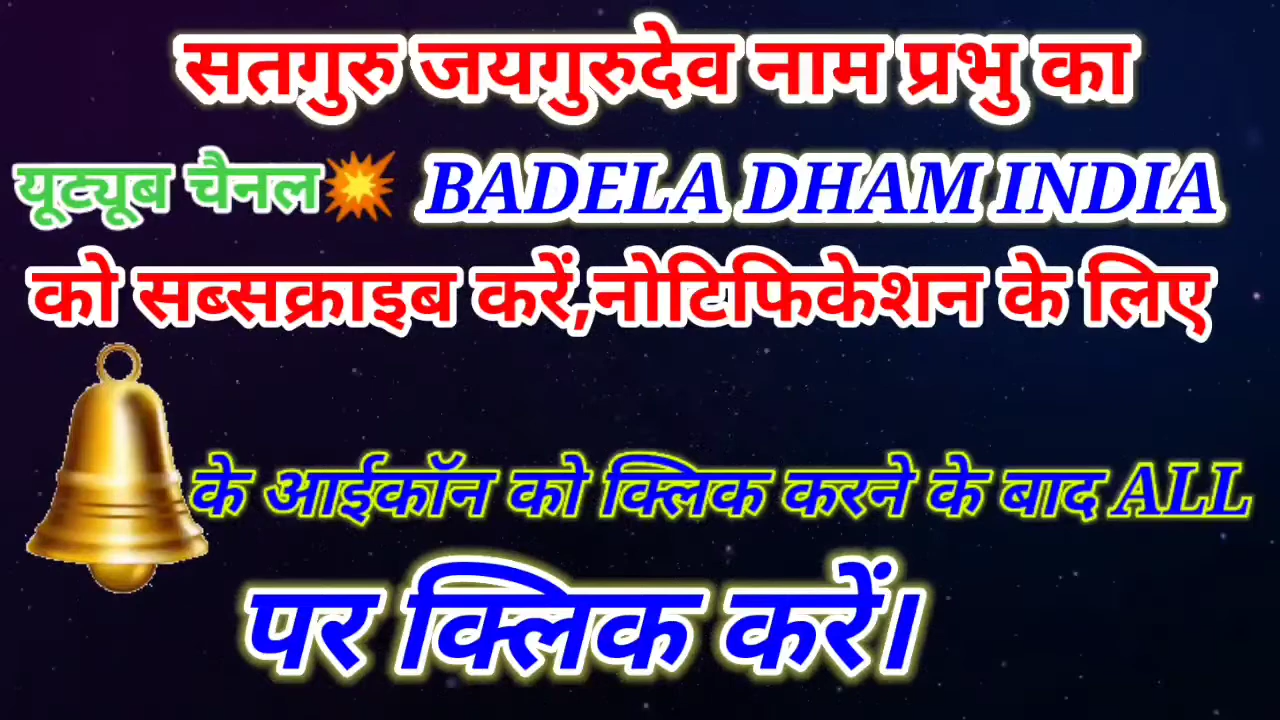 सतगुरु जयगुरुदेव नाम प्रभु का
यूट्यूब चैनल💥 BADELA DHAM INDIA
को सब्सक्राइब करें,नोटिफिकेशन के लिए
के आईकॉन को क्लिक करने के बाद ALL
पर क्लिक करें।